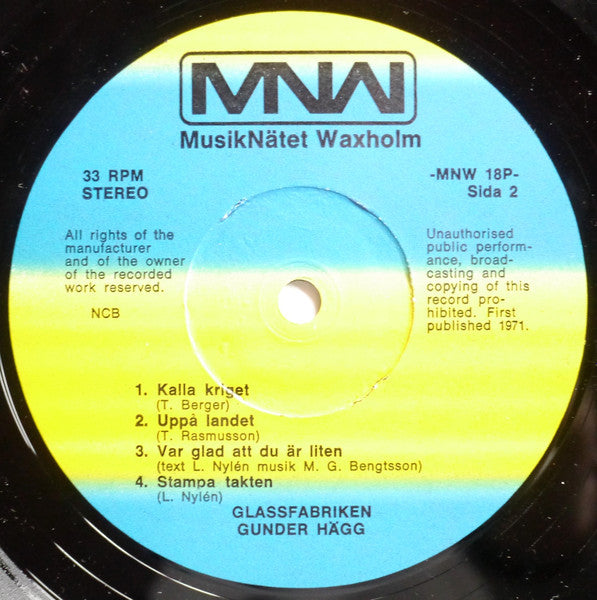 MNW
MusikNätet Waxholm
33 RPM
STEREO
-MNW 18P-
Sida 2
All rights of the
manufacturer
and of the owner
of the recorded
work reserved.
NCB
Unauthorised
public perform-
ance, broad-
casting and
copying of this
record pro-
hibited. First
published 1971.
1. Kalla kriget
(T. Berger)
2. Uppå landet
(T. Rasmusson)
3. Var glad att du är liten
(text L. Nylén musik M. G. Bengtsson)
4. Stampa takten
(L. Nylén)
GLASSFABRIKEN
GUNDER HÄGG